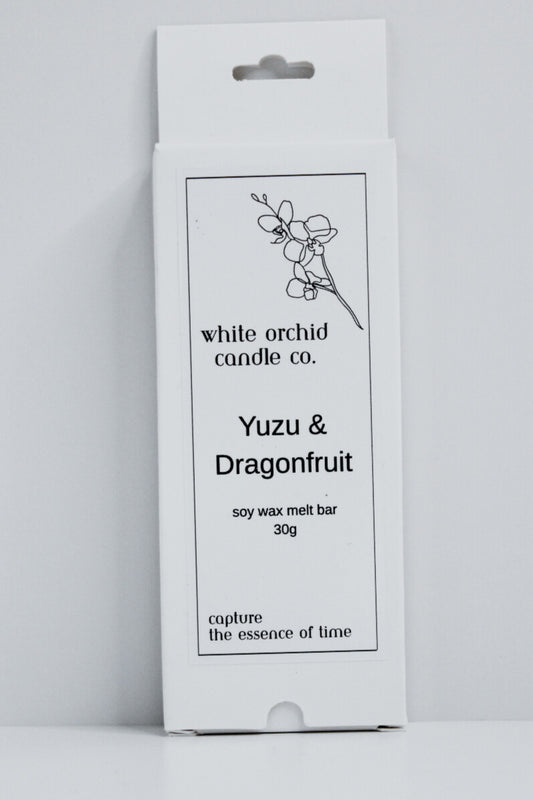 white orchid
candle co.
Yuzu &
Dragonfruit
soy wax melt bar
30g
capture
the essence of time